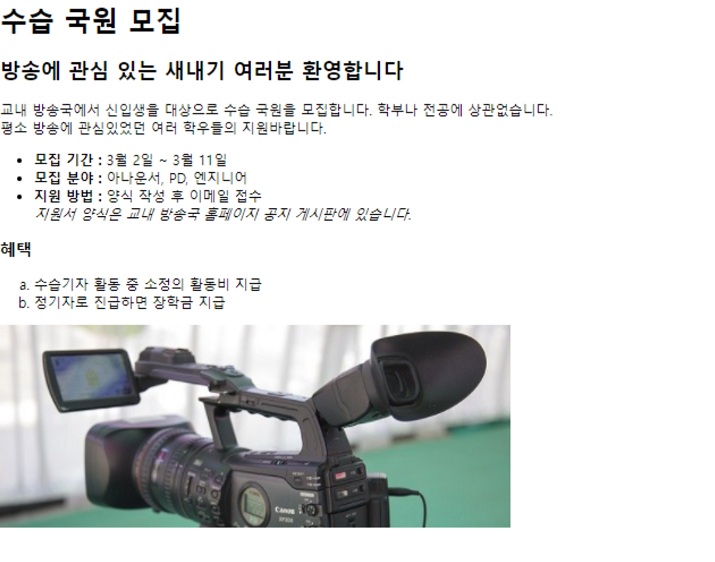 수습 국원 모집
방송에 관심 있는 새내기 여러분 환영합니다
교내 방송국에서 신입생을 대상으로 수습 국원을 모집합니다. 학부나 전공에 상관없습니다.
평소 방송에 관심있었던 여러 학우들의 지원바랍니다.
• 모집 기간 : 3월 2일 ~ 3월 11일
• 모집 분야 : 아나운서, PD, 엔지니어
• 지원 방법 : 양식 작성 후 이메일 접수
지원서 양식은 교내 방송국 홈페이지 공지 게시판에 있습니다.
혜택
a. 수습기자 활동 중 소정의 활동비 지급
b. 정기자로 진급하면 장학금 지급
Canon